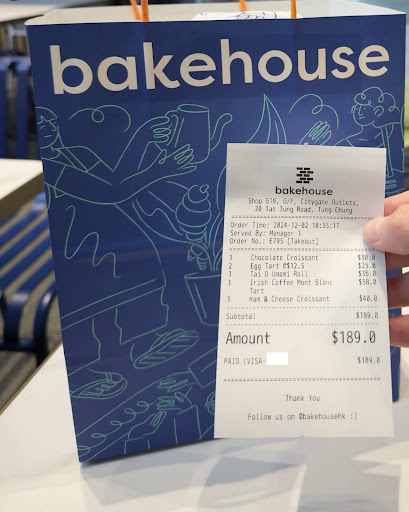 bakehouse
bakehouse
Shop G19, G/F, Citygate Outlets,
20 Tat Tung Road, Tung Chung
Order Time: 2024-12-02 18:55:17
Served By: Manager 1
Order No.: E795 [Takeout]
1 Chocolate Croissant $30.0
2 Egg Tart @$12.5 $25.0
1 Tai O Umami Roll $36.0
1 Irish Coffee Mont Blanc $58.0
Tart
1 Ham & Cheese Croissant $40.0
Subtotal $189.0
Amount $189.0
PAID (VISA- $189.0
Thank You
Follow us on @bakehousehk :)